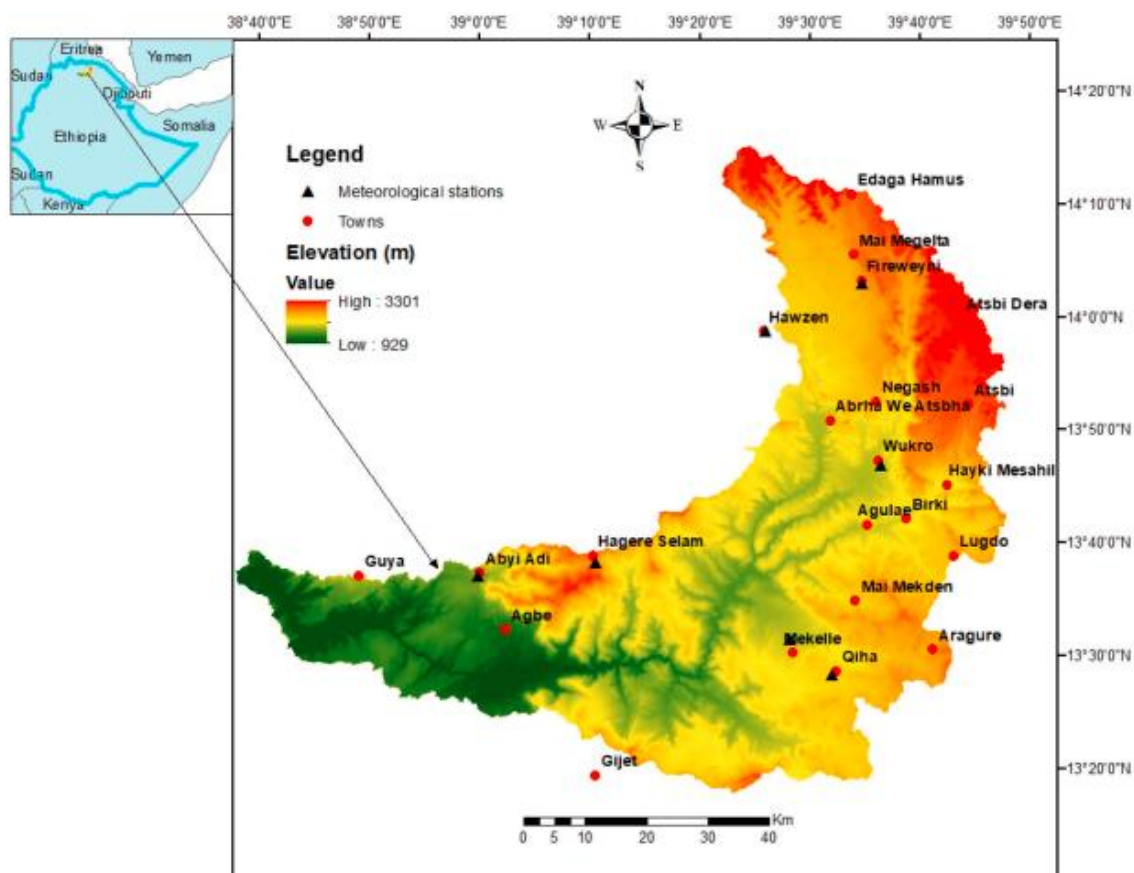 38°40'0"E 38°50'0"E 39°0'0"E 39°10'0"E 39°20'0"E 39°30'0"E 39°40'0"E 39°50'0"E
Eritrea
Yemen
Sudan
Djibouti
Ethiopia
Somalia
Sudan
Kenya
N
W E
S
Legend
Meteorological stations
Towns
Elevation (m)
Value
High : 3301
Low : 929
14°20'0"N
14°10'0"N
14°0'0"N
13°50'0"N
13°40'0"N
13°30'0"N
13°20'0"N
Edaga Hamus
Mai Megelta
Fireweyni
Atsbi Dera
Hawzen
Negash
Atsbi
Abrha We Atsbha
Wukro
Hayki Mesahil
Birki
Agulae
Lugdo
Hagere Selam
Abyi Adi
Guya
Mai Mekden
Agbe
Mekelle
Aragure
Qiha
Gijet
Km
0 5 10 20 30 40